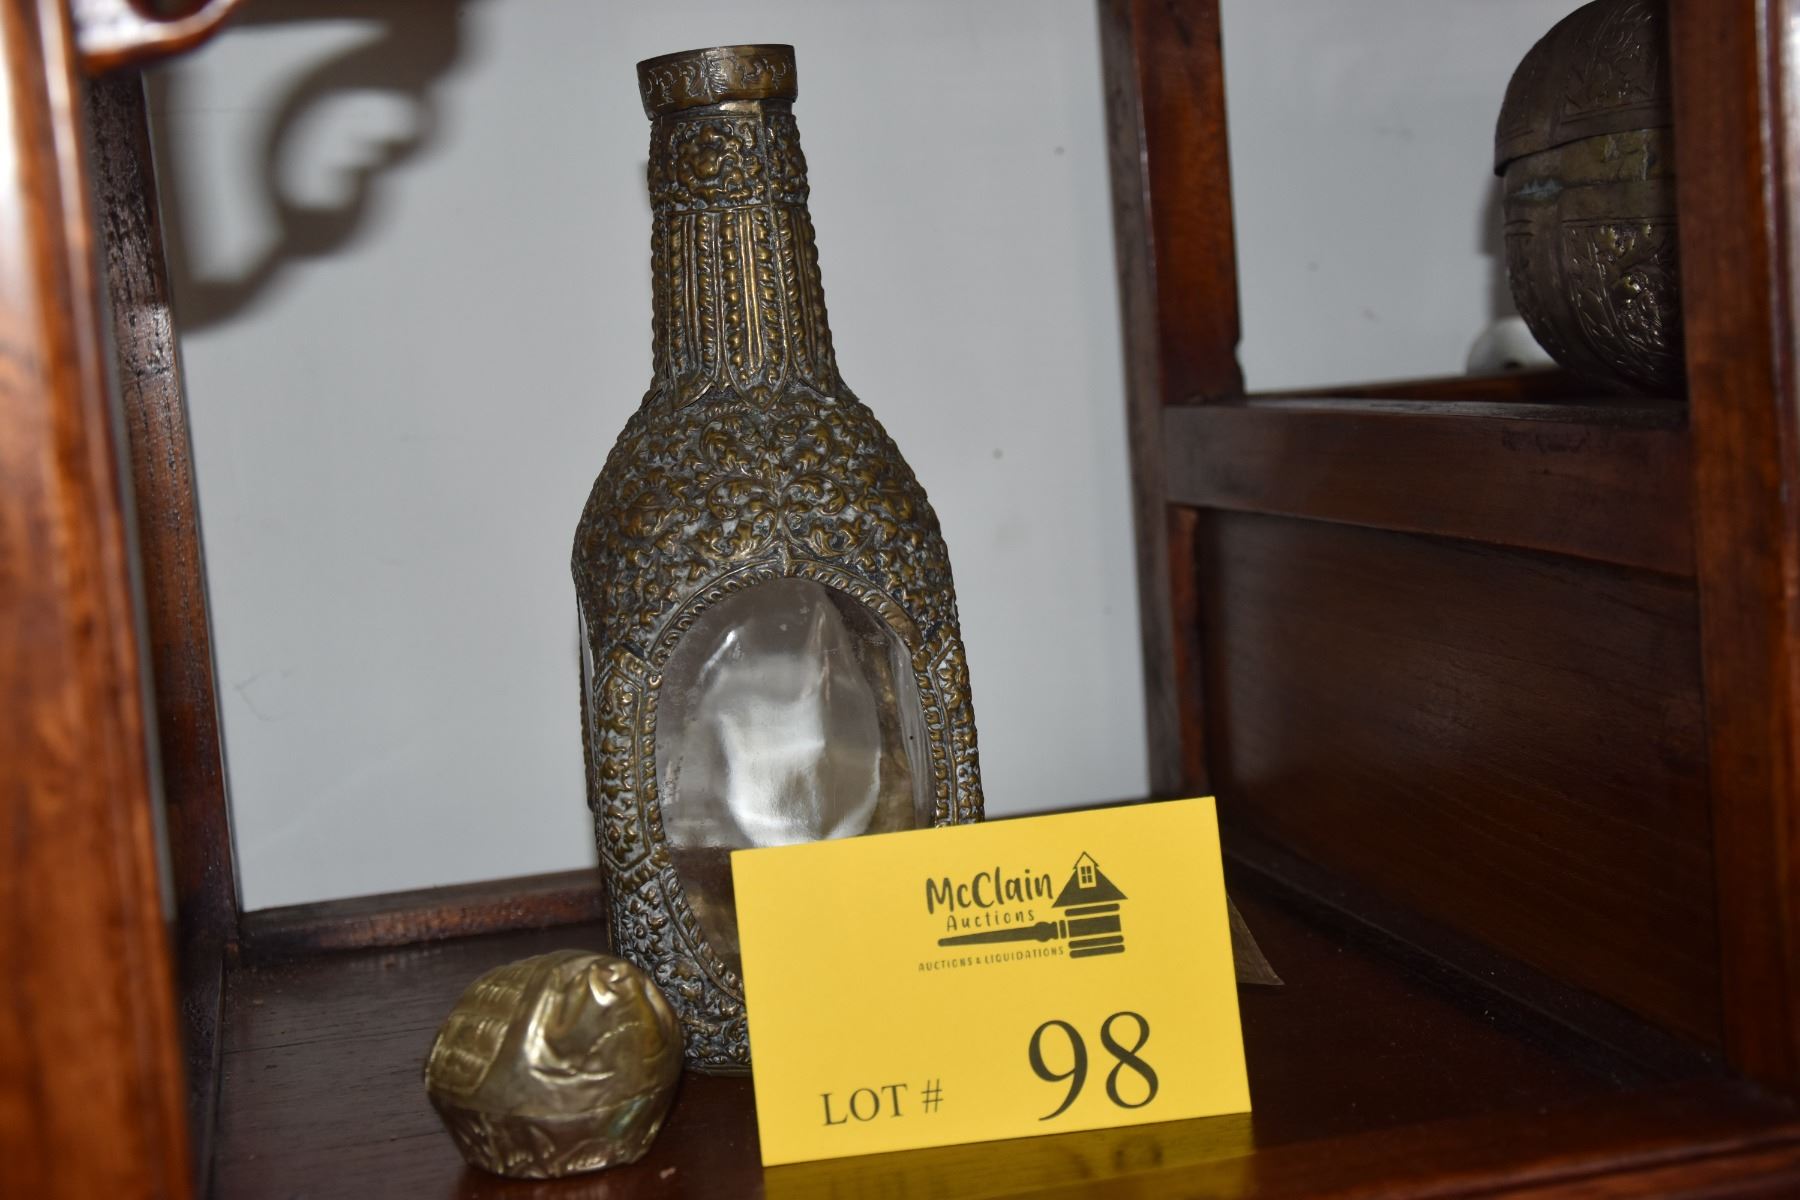 McClain
Auctions
AUCTIONS & LIQUIDATIONS
LOT # 98